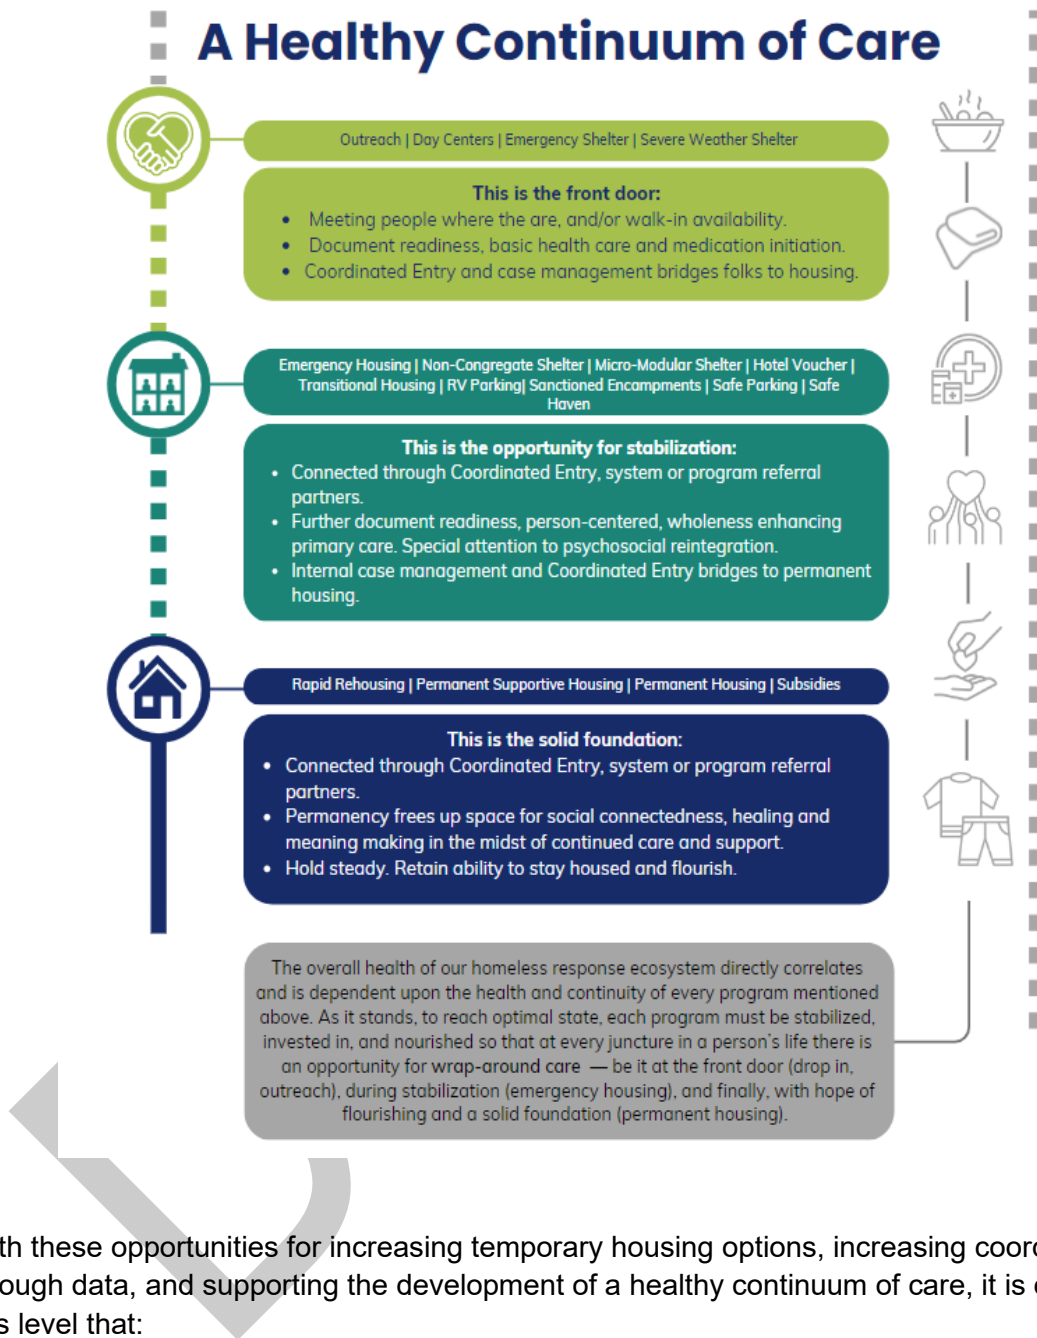 A Healthy Continuum of Care
Outreach | Day Centers | Emergency Shelter | Severe Weather Shelter
This is the front door:
• Meeting people where the are, and/or walk-in availability.
• Document readiness, basic health care and medication initiation.
• Coordinated Entry and case management bridges folks to housing.
Emergency Housing | Non-Congregate Shelter | Micro-Modular Shelter | Hotel Voucher |
Transitional Housing | RV Parking| Sanctioned Encampments | Safe Parking | Safe
Haven
This is the opportunity for stabilization:
• Connected through Coordinated Entry, system or program referral
partners.
• Further document readiness, person-centered, wholeness enhancing
primary care. Special attention to psychosocial reintegration.
• Internal case management and Coordinated Entry bridges to permanent
housing.
Rapid Rehousing | Permanent Supportive Housing | Permanent Housing | Subsidies
This is the solid foundation:
• Connected through Coordinated Entry, system or program referral
partners.
• Permanency frees up space for social connectedness, healing and
meaning making in the midst of continued care and support.
• Hold steady. Retain ability to stay housed and flourish.
The overall health of our homeless response ecosystem directly correlates
and is dependent upon the health and continuity of every program mentioned
above. As it stands, to reach optimal state, each program must be stabilized,
invested in, and nourished so that at every juncture in a person's life there is
an opportunity for wrap-around care — be it at the front door (drop in,
outreach), during stabilization (emergency housing), and finally, with hope of
flourishing and a solid foundation (permanent housing).
these opportunities for increasing temporary housing options, increasing
data, and supporting the development of a healthy continuum of care, it is
level that: